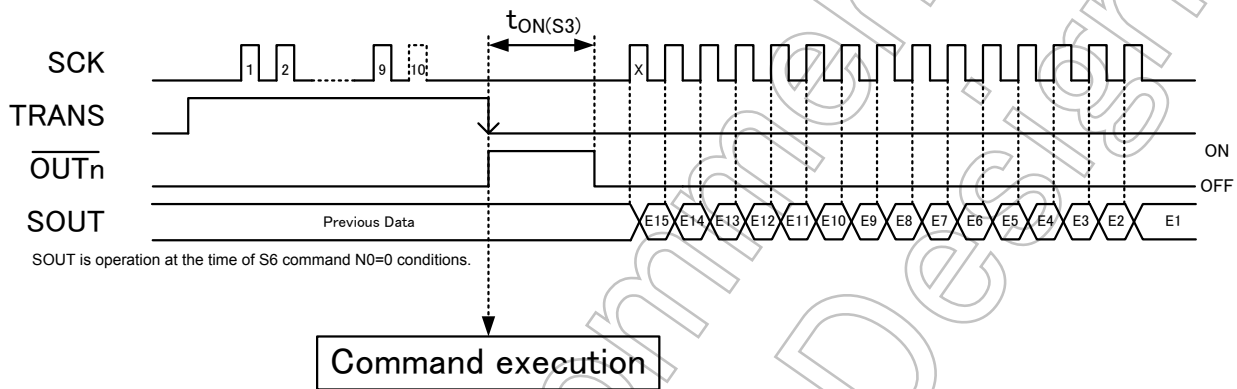 tON(S3)
SCK 1 2 9 10 X
TRANS
OUTn ON
OFF
SOUT Previous Data E15 E14 E13 E12 E11 E10 E9 E8 E7 E6 E5 E4 E3 E2 E1
SOUT is operation at the time of S6 command N0=0 conditions.
Command execution